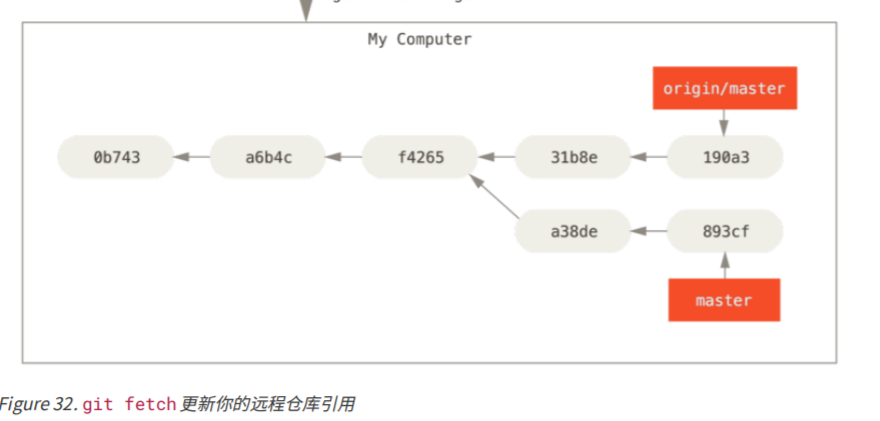 My Computer
origin/master
0b743
a6b4c
f4265
31b8e
190a3
a38de
893cf
master
Figure 32. git fetch 更新你的远程仓库引用